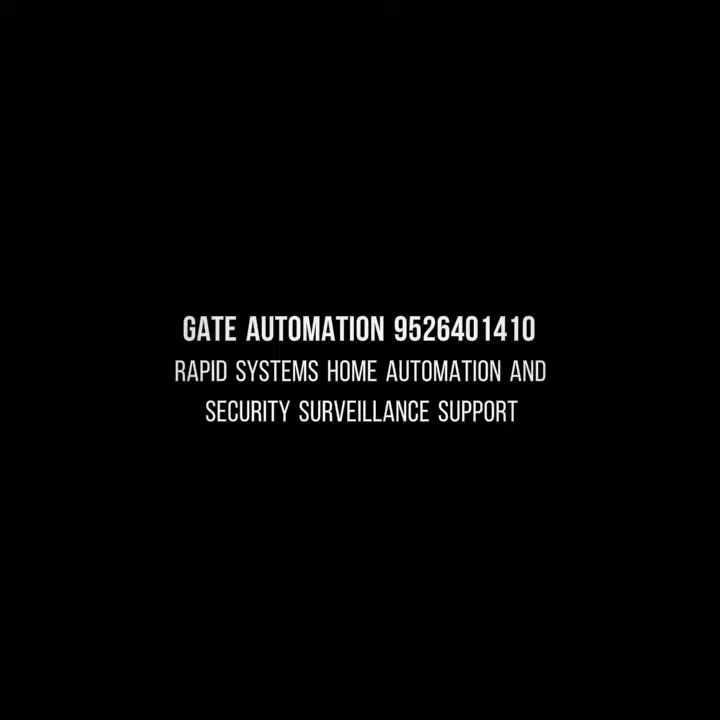 GATE AUTOMATION 9526401410
RAPID SYSTEMS HOME AUTOMATION AND
SECURITY SURVEILLANCE SUPPORT